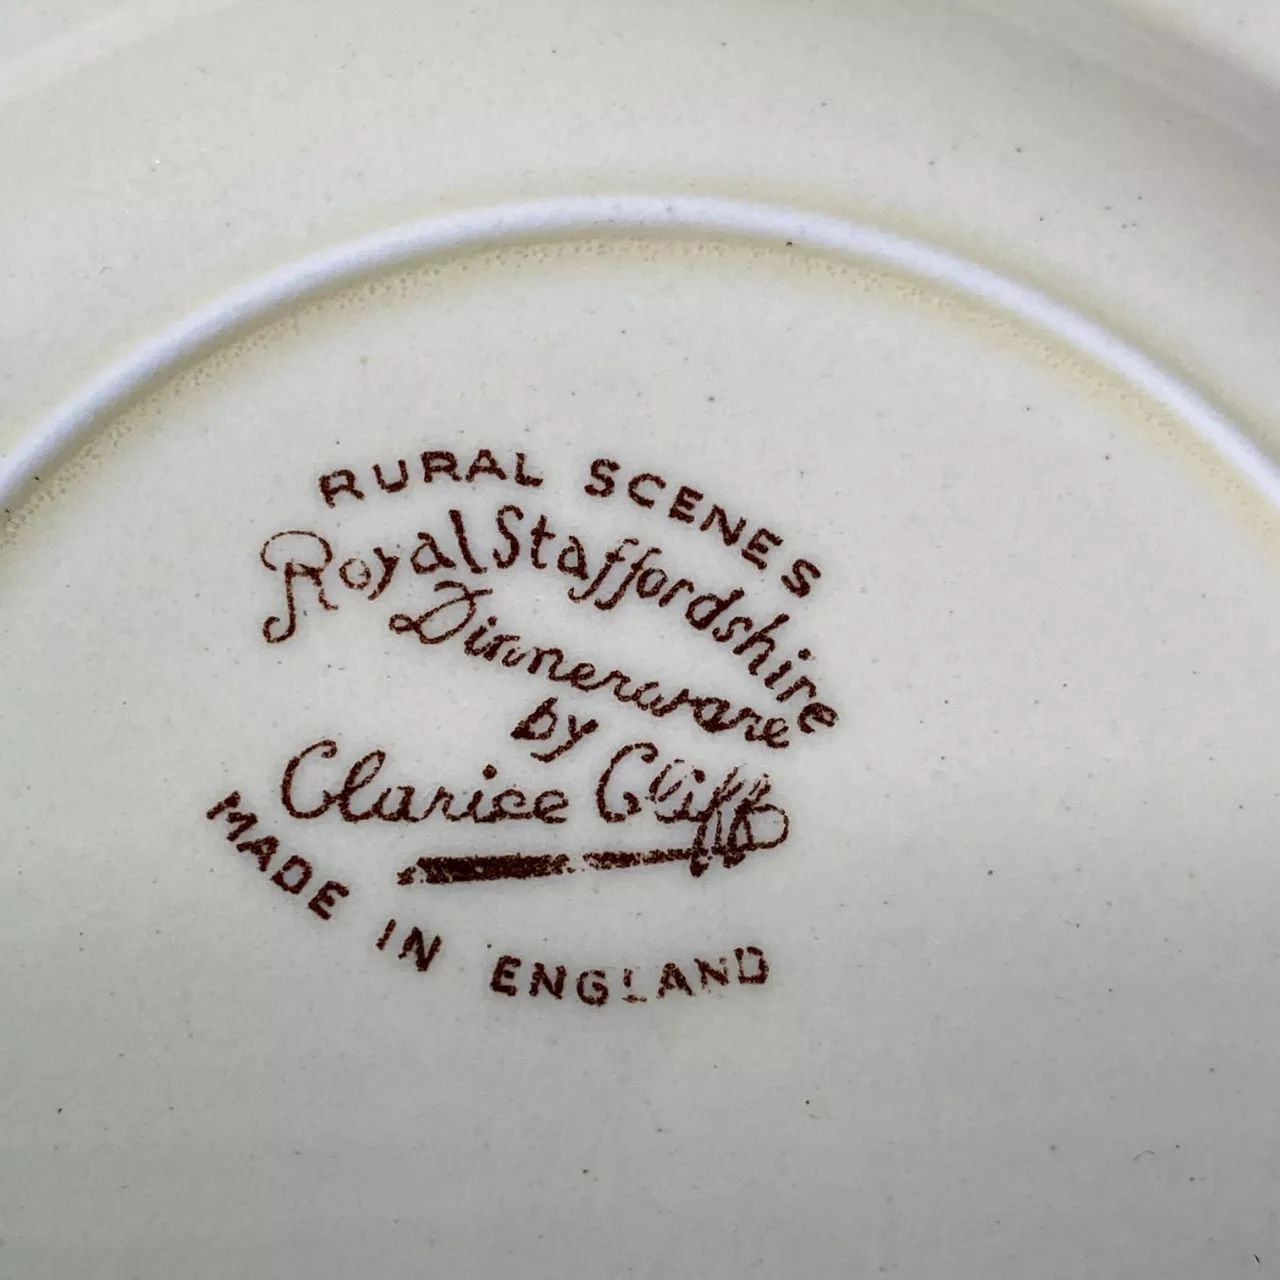 RURAL SCENES
Royal Staffordshire
Dinnerware
by
Clarice Cliff
MADE IN ENGLAND